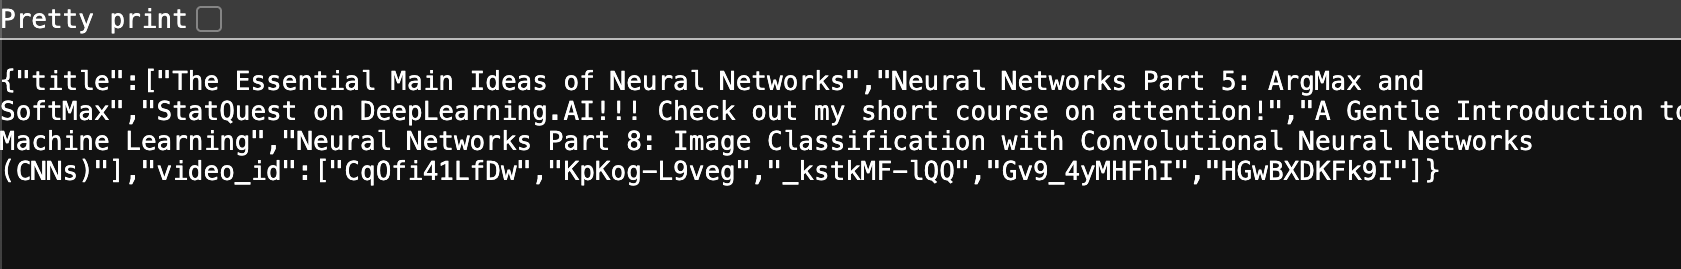 Pretty print
{"title":["The Essential Main Ideas of Neural Networks","Neural Networks Part 5: ArgMax and
SoftMax","StatQuest on DeepLearning.AI!!! Check out my short course on attention!","A Gentle Introduction to
Machine Learning","Neural Networks Part 8: Image Classification with Convolutional Neural Networks
(CNNs)"],"video_id":["CqOfi41LfDw","KpKog-L9veg","_kstkMF-lQQ","Gv9_4yMHFhI","HGwBXDKFk9I"]}